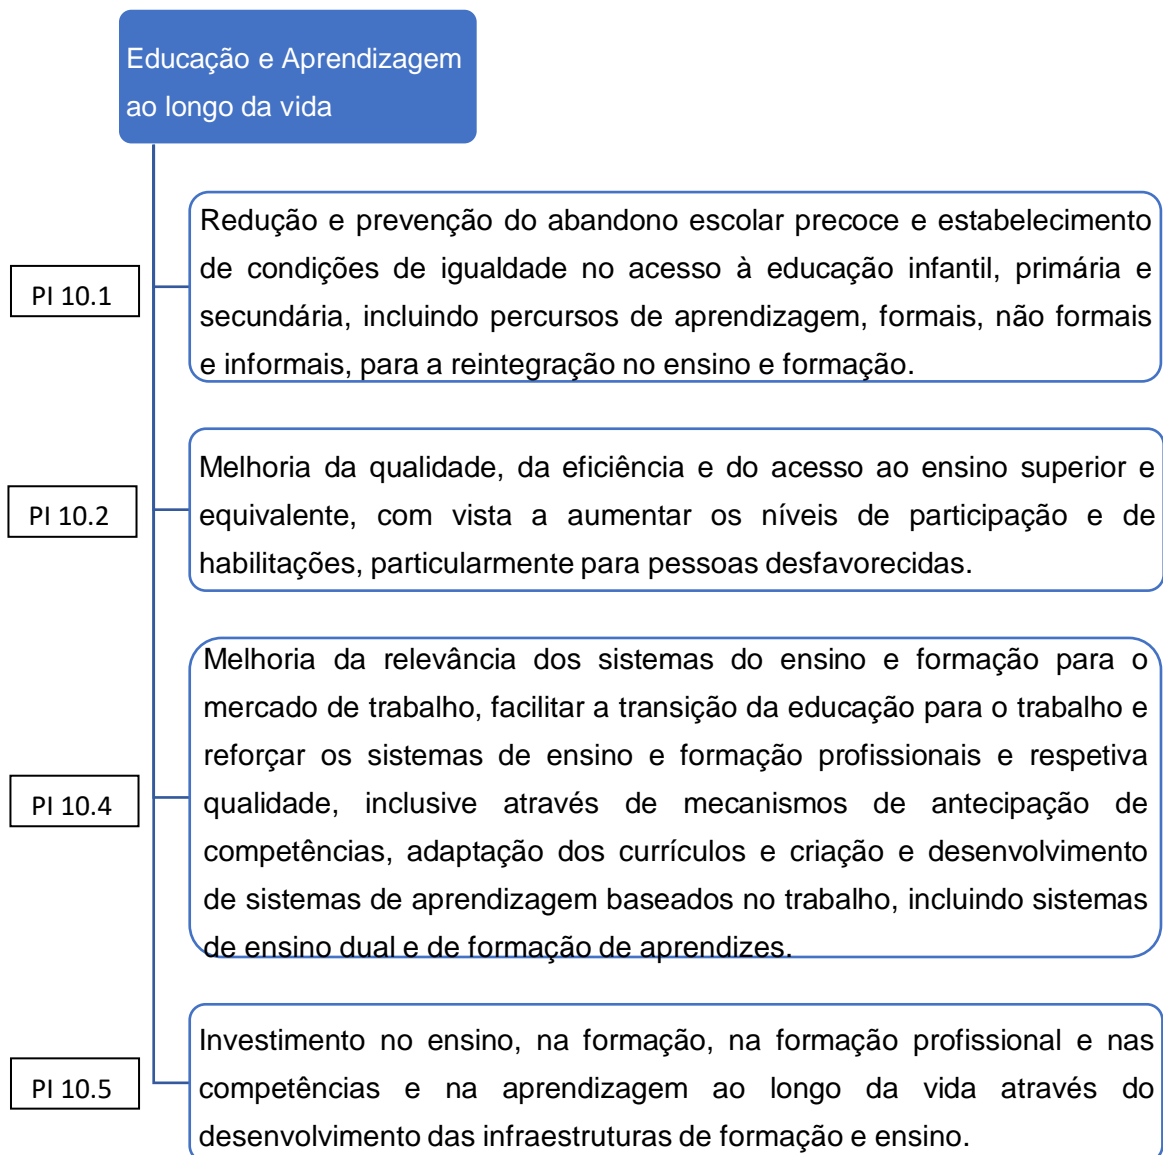 Educação e Aprendizagem
ao longo da vida
PI 10.1
Redução e prevenção do abandono escolar precoce e estabelecimento
de condições de igualdade no acesso à educação infantil, primária e
secundária, incluindo percursos de aprendizagem, formais, não formais
e informais, para a reintegração no ensino e formação.
PI 10.2
Melhoria da qualidade, da eficiência e do acesso ao ensino superior e
equivalente, com vista a aumentar os níveis de participação e de
habilitações, particularmente para pessoas desfavorecidas.
PI 10.4
Melhoria da relevância dos sistemas do ensino e formação para o
mercado de trabalho, facilitar a transição da educação para o trabalho e
reforçar os sistemas de ensino e formação profissionais e respetiva
qualidade, inclusive através de mecanismos de antecipação de
competências, adaptação dos currículos e criação e desenvolvimento
de sistemas de aprendizagem baseados no trabalho, incluindo sistemas
de ensino dual e de formação de aprendizes.
PI 10.5
Investimento no ensino, na formação, na formação profissional e nas
competências e na aprendizagem ao longo da vida através do
desenvolvimento das infraestruturas de formação e ensino.